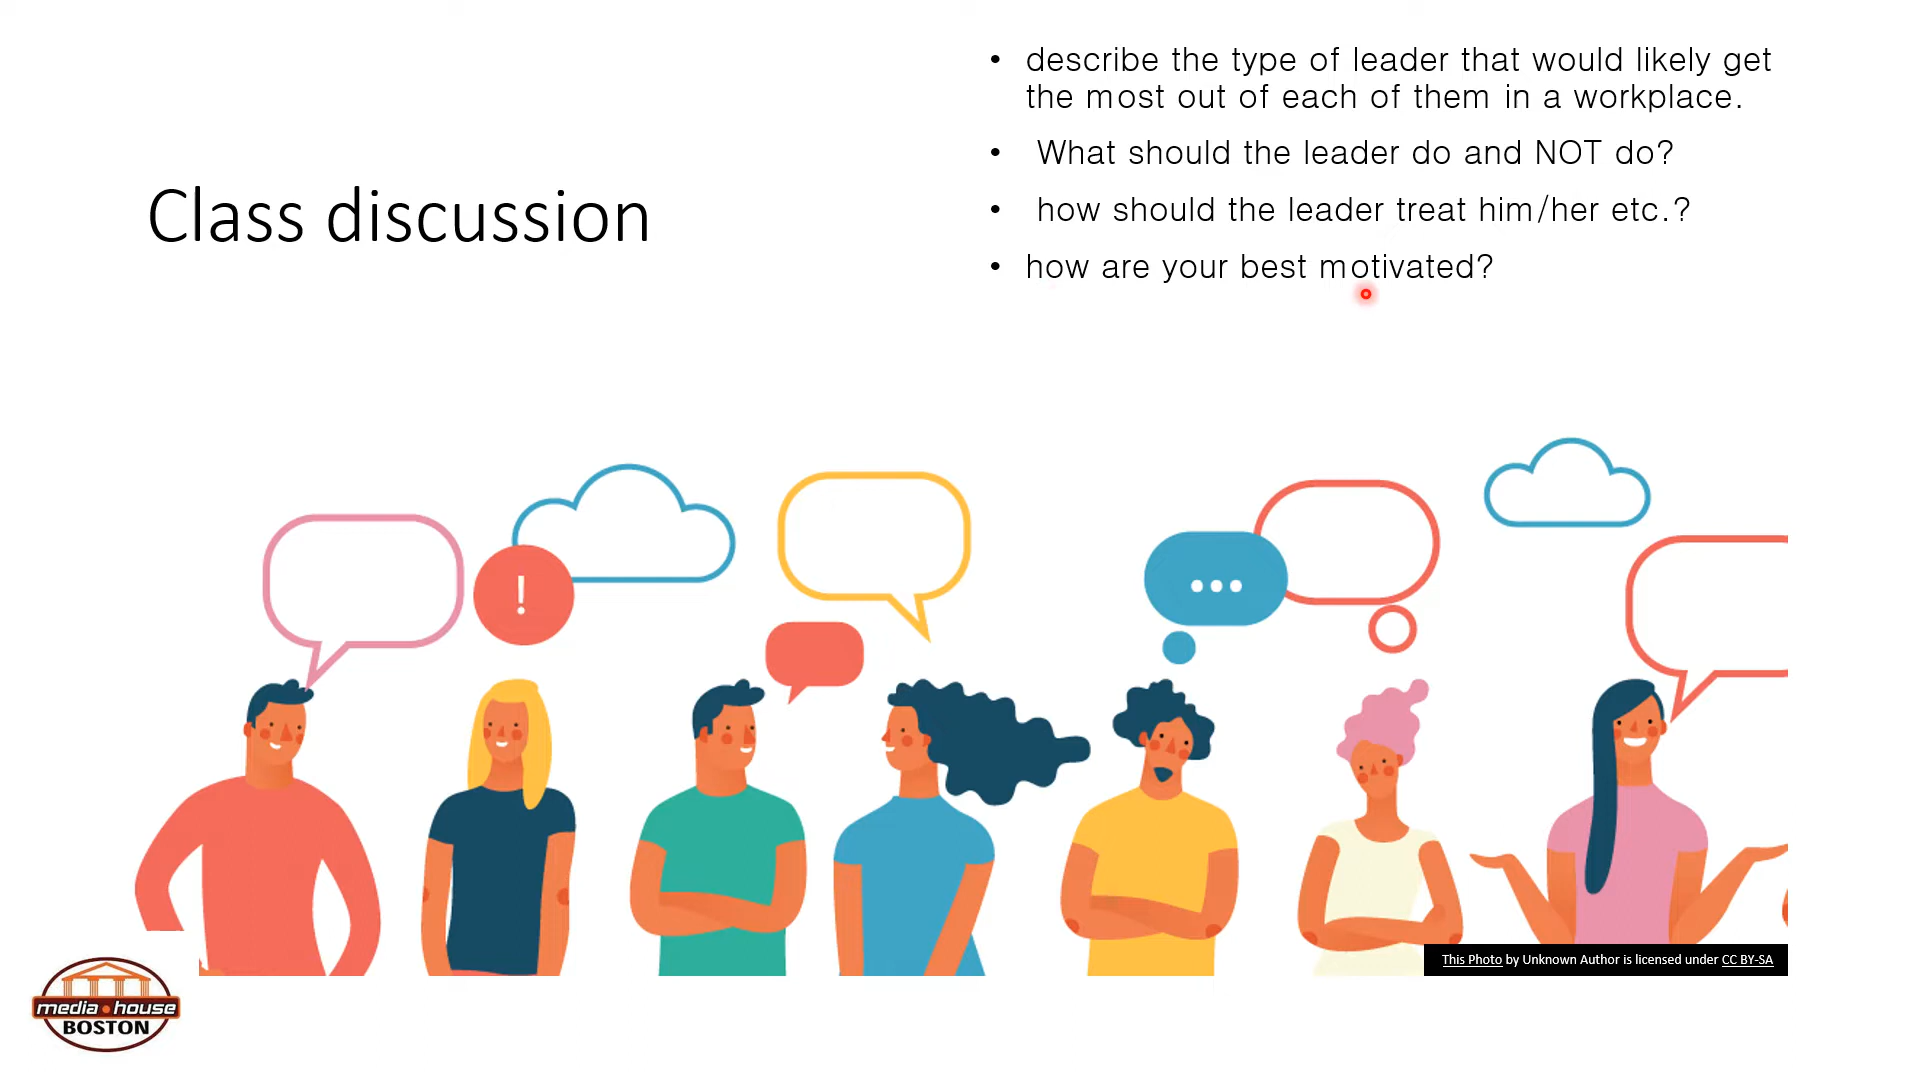 Class discussion
• describe the type of leader that would likely get
the most out of each of them in a workplace.
• What should the leader do and NOT do?
• how should the leader treat him/her etc.?
• how are your best motivated?
!
...
This Photo by Unknown Author is licensed under CC BY-SA
media•house
BOSTON